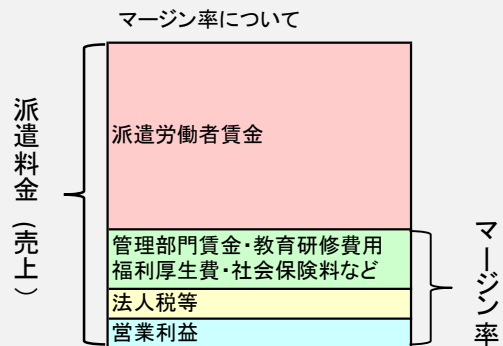 マージン率について
派遣料金(売上)
派遣労働者賃金
管理部門賃金・教育研修費用
福利厚生費・社会保険料など
法人税等
営業利益
マージン率